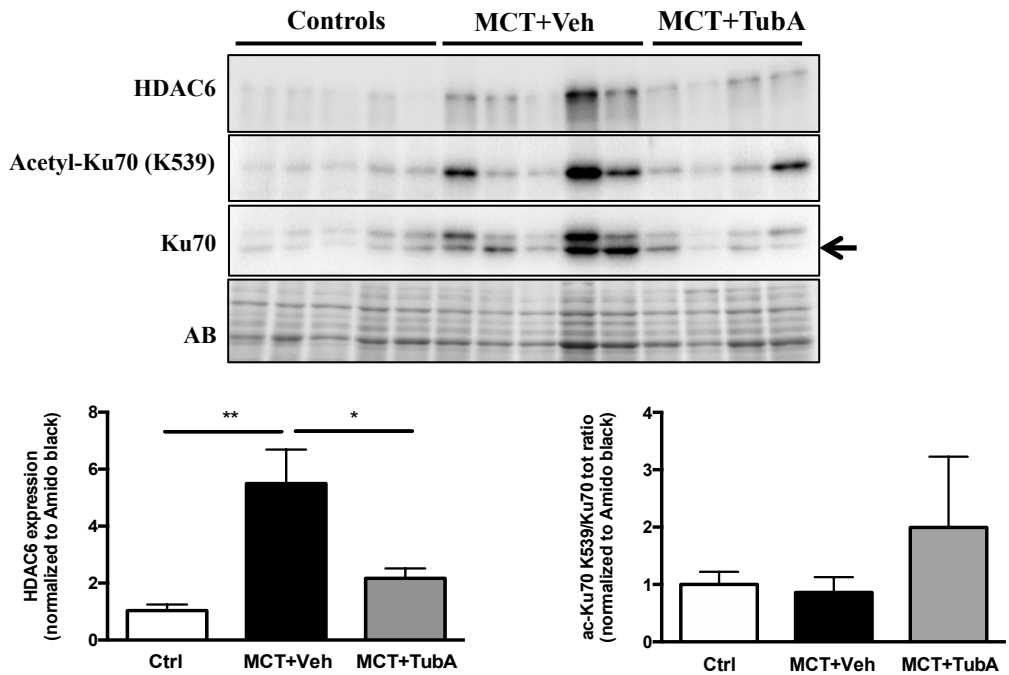 Controls MCT+Veh MCT+TubA
HDAC6
Acetyl-Ku70 (K539)
Ku70
AB
HDAC6 expression
(normalized to Amido black)
8
6
4
2
0
** *
Ctrl MCT+Veh MCT+TubA
ac-Ku70 K539/Ku70 tot ratio
(normalized to Amido black)
4
3
2
1
0
Ctrl MCT+Veh MCT+TubA